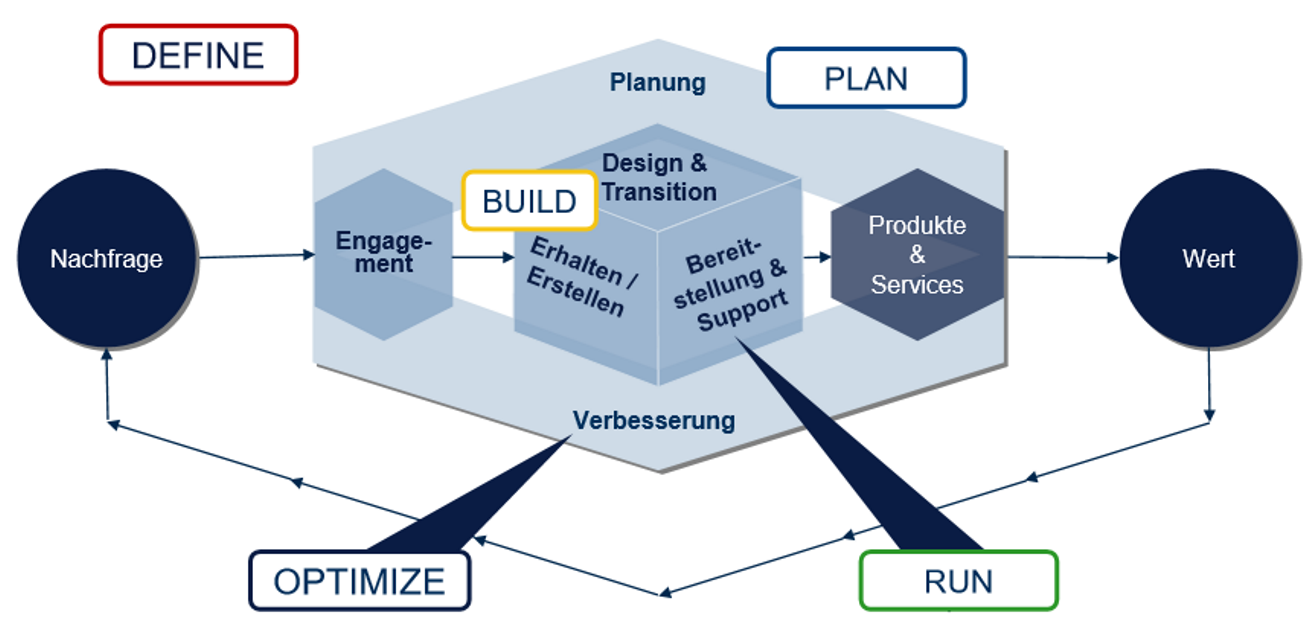 DEFINE
Planung
PLAN
Design &
Transition
BUILD
Nachfrage
Engage-
ment
Erhalten /
Erstellen
Bereit-
stellung &
Support
Produkte
&
Services
Wert
Verbesserung
OPTIMIZE
RUN